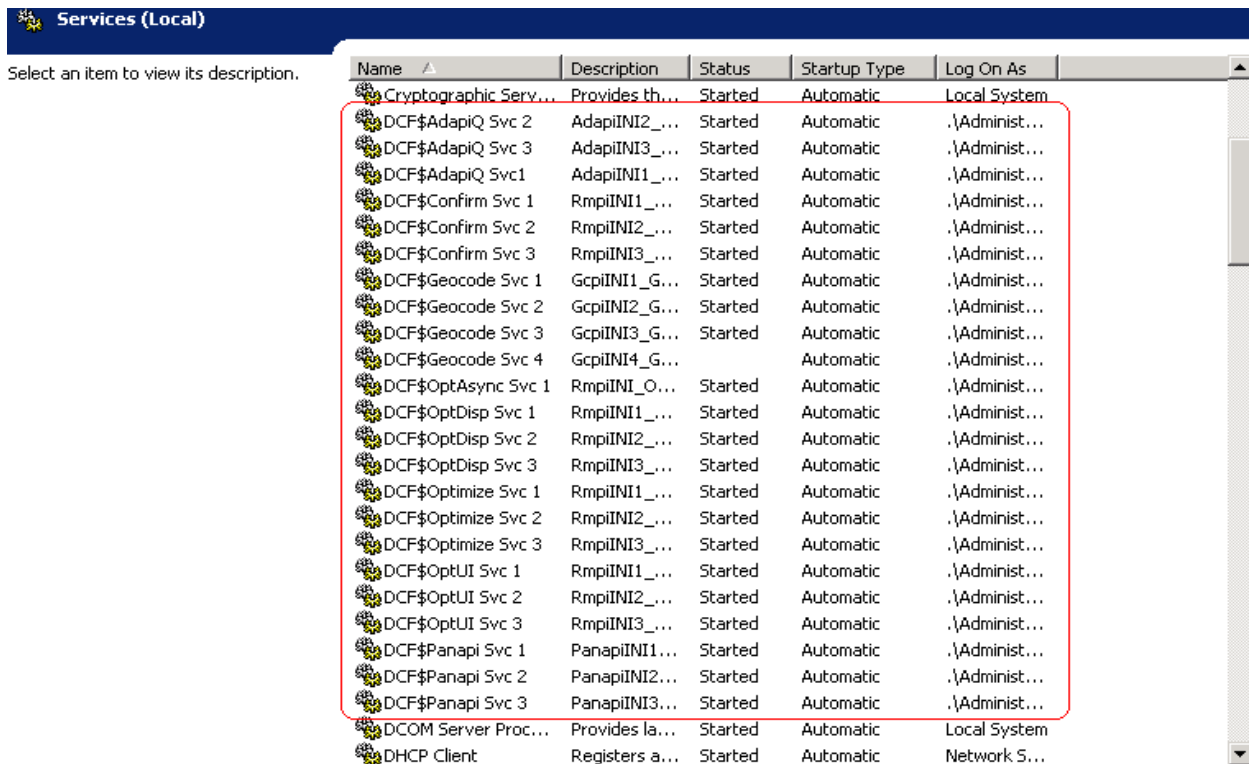 Services (Local)
Select an item to view its description.
Name Description Status Startup Type Log On As
Cryptographic Serv... Provides th... Started Automatic Local System
DCF$AdapiQ Svc 2 AdapiINI2_... Started Automatic .\Administ...
DCF$AdapiQ Svc 3 AdapiINI3_... Started Automatic .\Administ...
DCF$AdapiQ Svc1 AdapiINI1_... Started Automatic .\Administ...
DCF$Confirm Svc 1 RmpiINI1_... Started Automatic .\Administ...
DCF$Confirm Svc 2 RmpiINI2_... Started Automatic .\Administ...
DCF$Confirm Svc 3 RmpiINI3_... Started Automatic .\Administ...
DCF$Geocode Svc 1 GcpiINI1_G... Started Automatic .\Administ...
DCF$Geocode Svc 2 GcpiINI2_G... Started Automatic .\Administ...
DCF$Geocode Svc 3 GcpiINI3_G... Started Automatic .\Administ...
DCF$Geocode Svc 4 GcpiINI4_G... Automatic .\Administ...
DCF$OptAsync Svc 1 RmpiINI_O... Started Automatic .\Administ...
DCF$OptDisp Svc 1 RmpiINI1_... Started Automatic .\Administ...
DCF$OptDisp Svc 2 RmpiINI2_... Started Automatic .\Administ...
DCF$OptDisp Svc 3 RmpiINI3_... Started Automatic .\Administ...
DCF$Optimize Svc 1 RmpiINI1_... Started Automatic .\Administ...
DCF$Optimize Svc 2 RmpiINI2_... Started Automatic .\Administ...
DCF$Optimize Svc 3 RmpiINI3_... Started Automatic .\Administ...
DCF$OptUI Svc 1 RmpiINI1_... Started Automatic .\Administ...
DCF$OptUI Svc 2 RmpiINI2_... Started Automatic .\Administ...
DCF$OptUI Svc 3 RmpiINI3_... Started Automatic .\Administ...
DCF$Panapi Svc 1 PanapiINI1... Started Automatic .\Administ...
DCF$Panapi Svc 2 PanapiINI2... Started Automatic .\Administ...
DCF$Panapi Svc 3 PanapiINI3... Started Automatic .\Administ...
DCOM Server Proc... Provides la... Started Automatic Local System
DHCP Client Registers a... Started Automatic Network S...